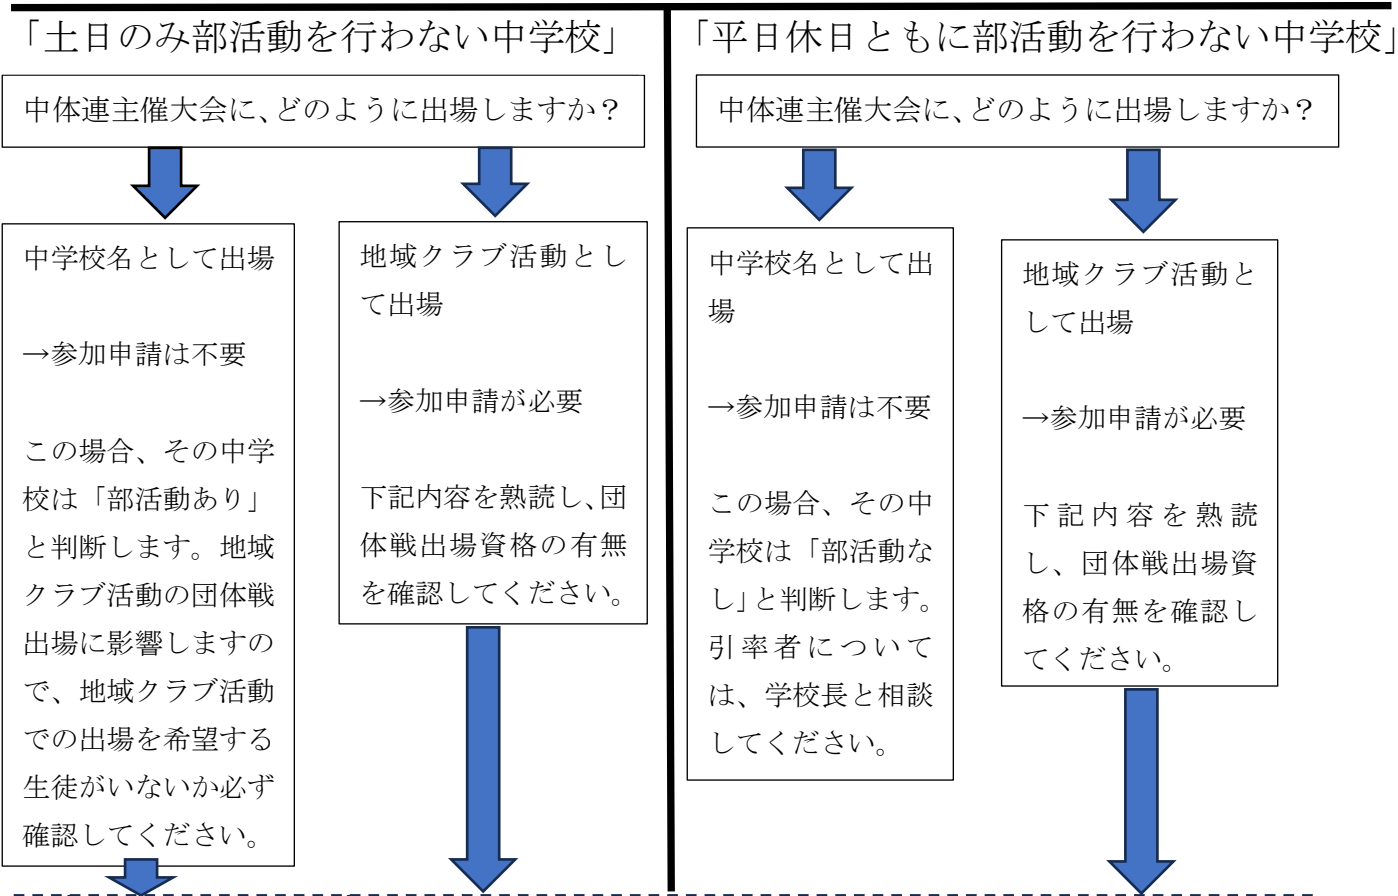 「土日のみ部活動を行わない中学校」
中体連主催大会に、どのように出場しますか？
中学校名として出場
→参加申請は不要
この場合、その中学
校は「部活動あり」
と判断します。地域
クラブ活動の団体戦
出場に影響しますの
で、地域クラブ活動
での出場を希望する
生徒がいないか必ず
確認してください。
地域クラブ活動とし
て出場
→参加申請が必要
下記内容を熟読し、団
体戦出場資格の有無
を確認してください。
「平日休日ともに部活動を行わない中学校」
中体連主催大会に、どのように出場しますか？
中学校名として出
場
→参加申請は不要
この場合、その中
学校は「部活動な
し」と判断します。
引率者について
は、学校長と相談
してください。
地域クラブ活動と
して出場
→参加申請が必要
下記内容を熟読
し、団体戦出場資
格の有無を確認し
てください。